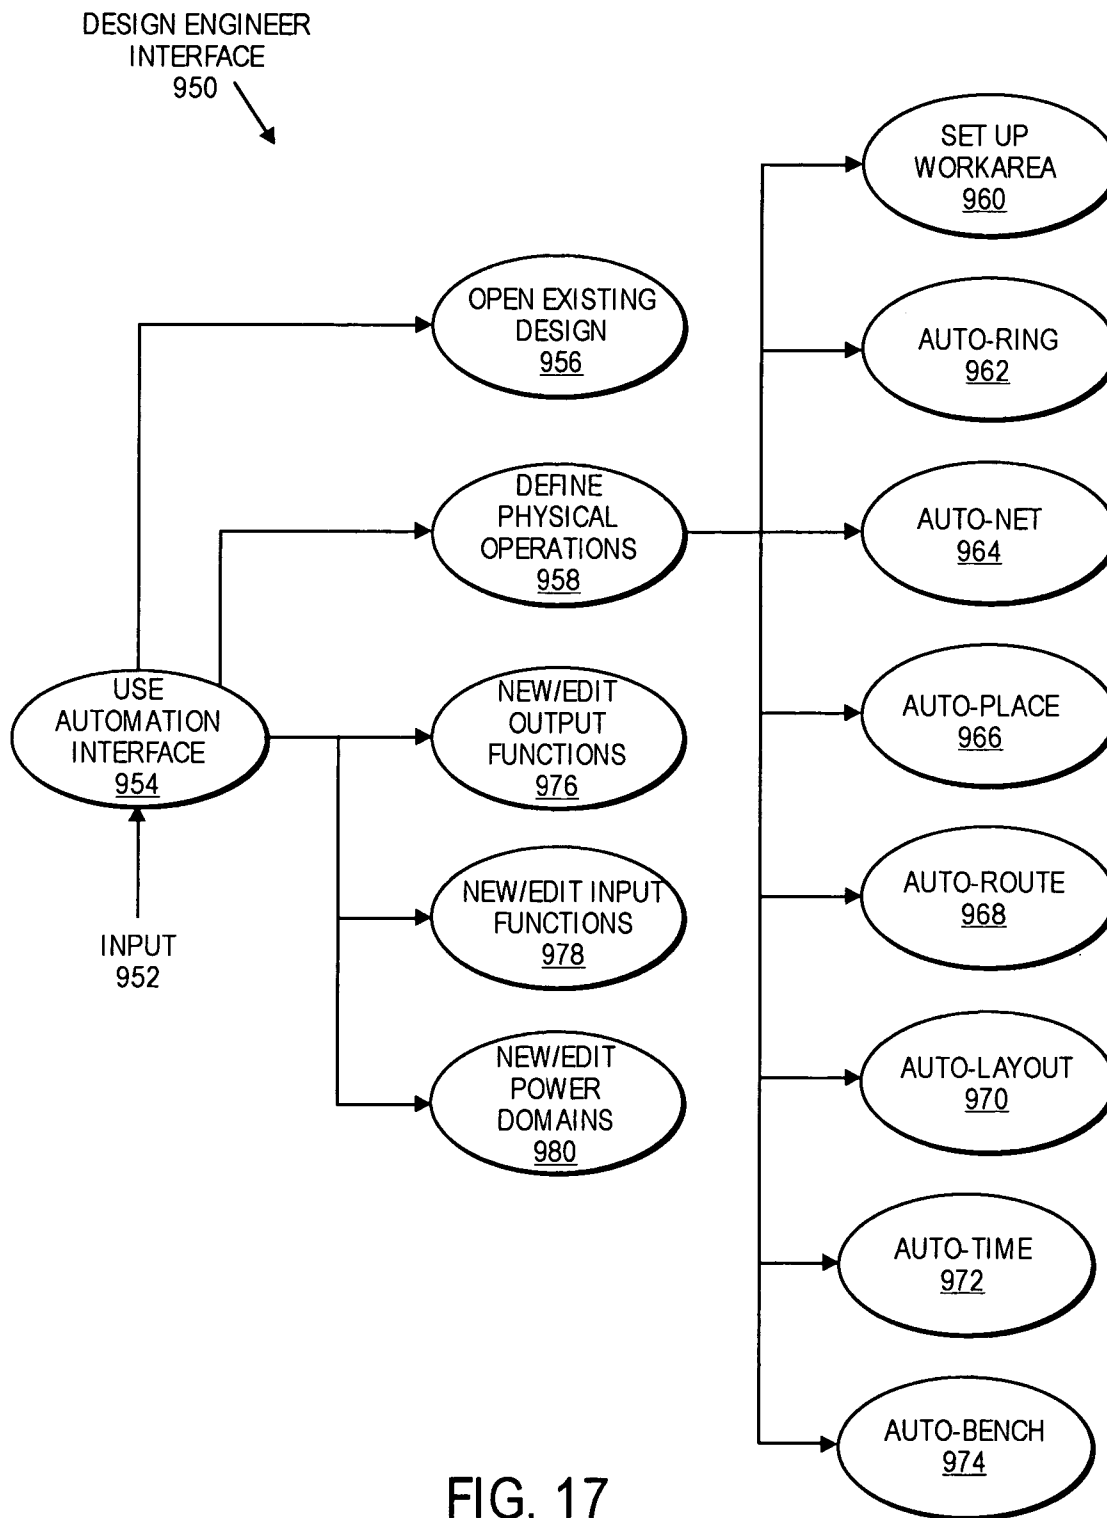 DESIGN ENGINEER
INTERFACE
950
SET UP
WORKAREA
960
OPEN EXISTING
DESIGN
956
AUTO-RING
962
DEFINE
PHYSICAL
OPERATIONS
958
AUTO-NET
964
USE
AUTOMATION
INTERFACE
954
NEW/EDIT
OUTPUT
FUNCTIONS
976
AUTO-PLACE
966
INPUT
952
NEW/EDIT INPUT
FUNCTIONS
978
AUTO-ROUTE
968
NEW/EDIT
POWER
DOMAINS
980
AUTO-LAYOUT
970
AUTO-TIME
972
AUTO-BENCH
974
FIG. 17